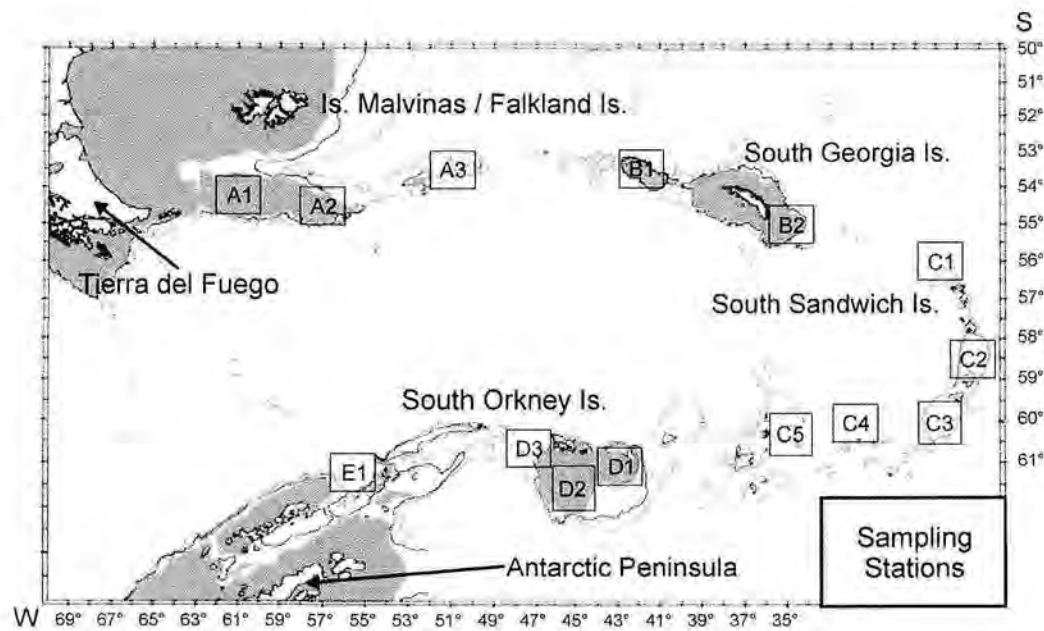 S
50°
51°
Is. Malvinas / Falkland Is.
52°
53°
A3
B1
South Georgia Is.
A1
54°
A2
55°
B2
56°
C1
Tierra del Fuego
57°
South Sandwich Is.
58°
C2
59°
South Orkney Is.
60°
C5
C4
C3
D3
61°
E1
D1
D2
Sampling
Stations
Antarctic Peninsula
W 69° 67° 65° 63° 61° 59° 57° 55° 53° 51° 49° 47° 45° 43° 41° 39° 37° 35°